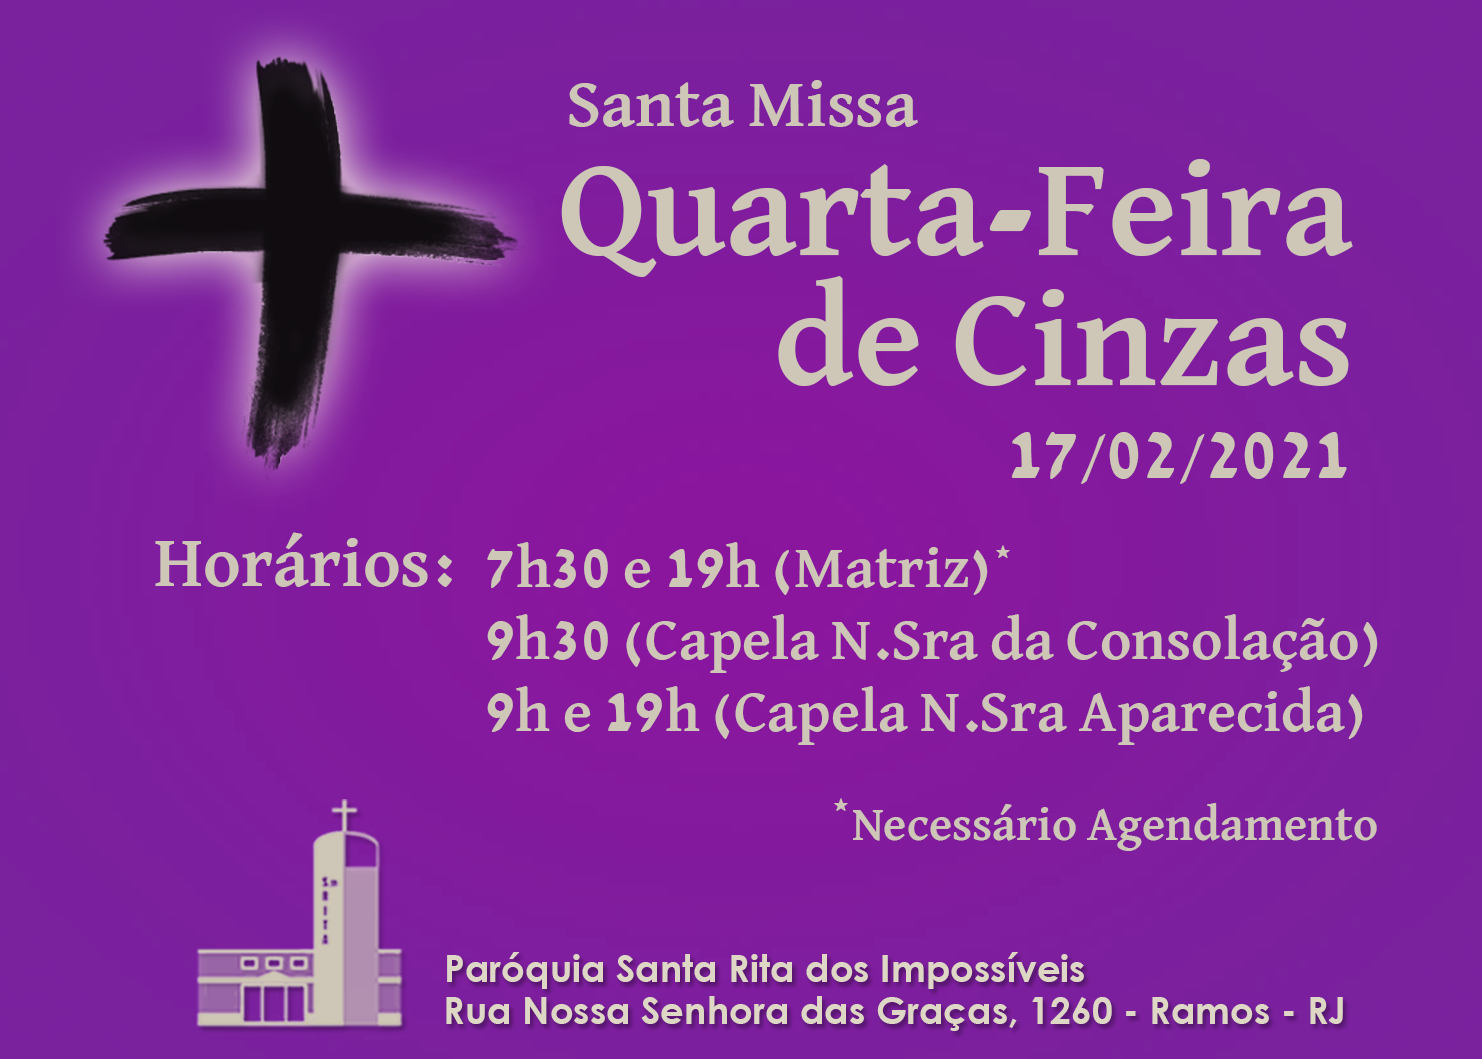 Santa Missa
Quarta-Feira
de Cinzas
17/02/2021
Horários: 7h30 e 19h (Matriz)*
9h30 (Capela N.Sra da Consolação)
9h e 19h (Capela N.Sra Aparecida)
*Necessário Agendamento
Sta RITA
Paróquia Santa Rita dos Impossíveis
Rua Nossa Senhora das Graças, 1260 - Ramos - RJ